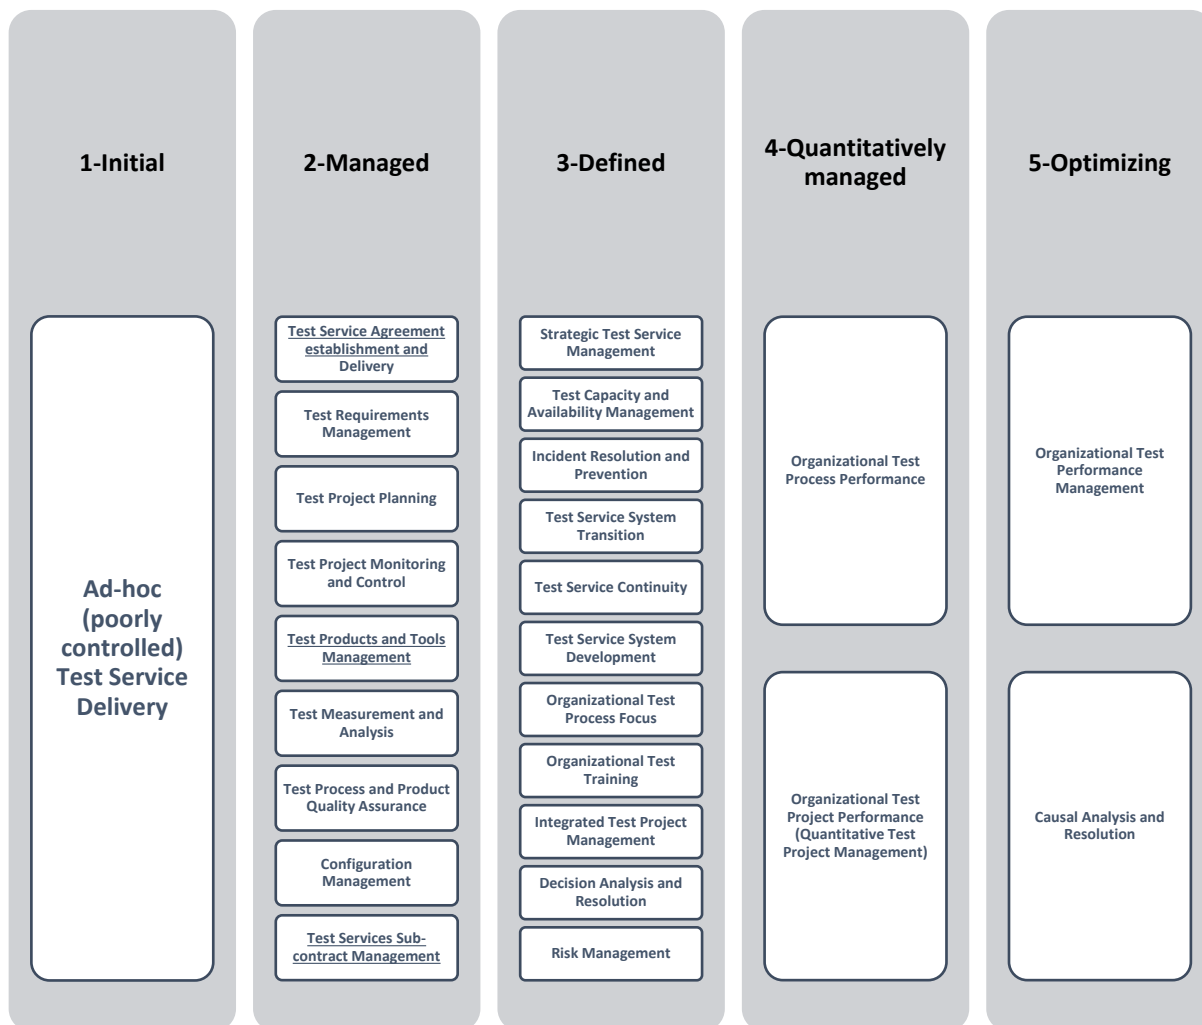 1-Initial
Ad-hoc
(poorly
controlled)
Test Service
Delivery
2-Managed
Test Service Agreement
establishment and
Delivery
Test Requirements
Management
Test Project Planning
Test Project Monitoring
and Control
Test Products and Tools
Management
Test Measurement and
Analysis
Test Process and Product
Quality Assurance
Configuration
Management
Test Services Sub-
contract Management
3-Defined
Strategic Test Service
Management
Test Capacity and
Availability Management
Incident Resolution and
Prevention
Test Service System
Transition
Test Service Continuity
Test Service System
Development
Organizational Test
Process Focus
Organizational Test
Training
Integrated Test Project
Management
Decision Analysis and
Resolution
Risk Management
4-Quantitatively
managed
Organizational Test
Process Performance
Organizational Test
Project Performance
(Quantitative Test
Project Management)
5-Optimizing
Organizational Test
Performance
Management
Causal Analysis and
Resolution